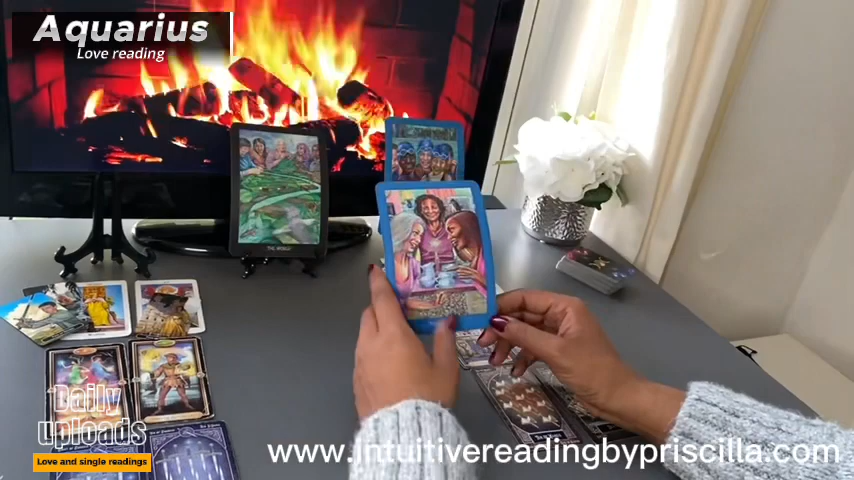 Aquarius
Love reading
THE WORLD
Daily
uploads
Love and single readings
www.intuitivereadingbypriscilla.com